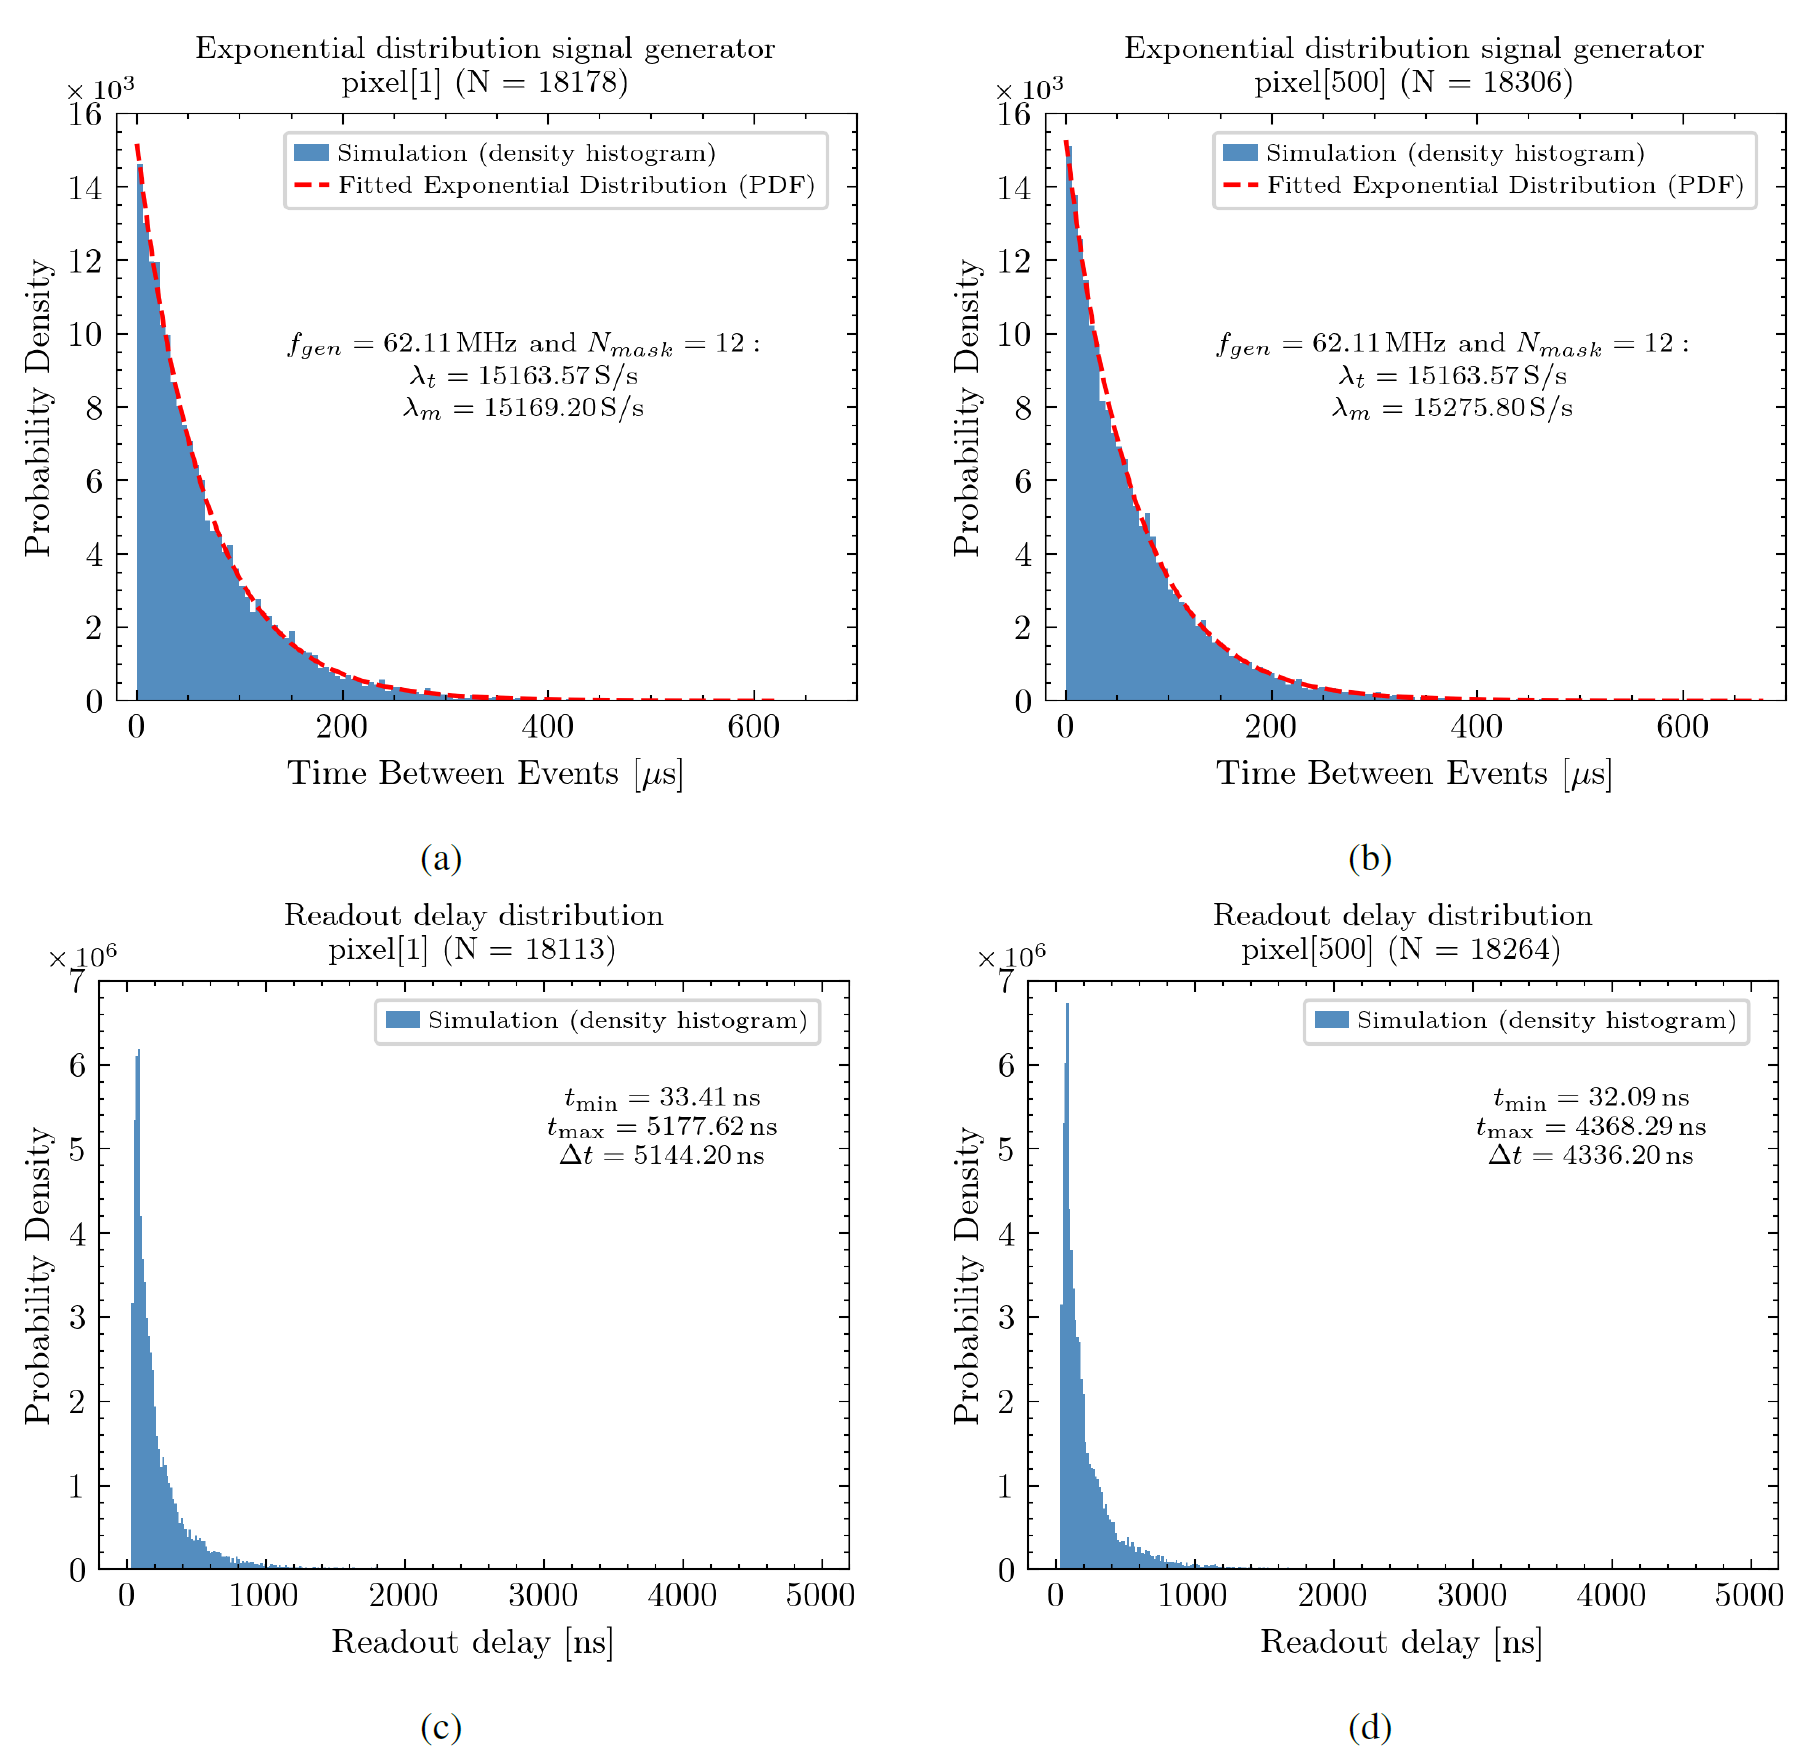 Exponential distribution signal generator
pixel[1] (N = 18178)
×10³
16
14
12
10
8
6
4
2
0
Probability Density
Simulation (density histogram)
Fitted Exponential Distribution (PDF)
f_gen = 62.11 MHz and N_mask = 12 :
λ_t = 15163.57 S/s
λ_m = 15169.20 S/s
0 200 400 600
Time Between Events [μs]
(a)
Exponential distribution signal generator
pixel[500] (N = 18306)
×10³
16
14
12
10
8
6
4
2
0
Probability Density
Simulation (density histogram)
Fitted Exponential Distribution (PDF)
f_gen = 62.11 MHz and N_mask = 12 :
λ_t = 15163.57 S/s
λ_m = 15275.80 S/s
0 200 400 600
Time Between Events [μs]
(b)
Readout delay distribution
pixel[1] (N = 18113)
×10⁶
7
6
5
4
3
2
1
0
Probability Density
Simulation (density histogram)
t_min = 33.41 ns
t_max = 5177.62 ns
Δt = 5144.20 ns
0 1000 2000 3000 4000 5000
Readout delay [ns]
(c)
Readout delay distribution
pixel[500] (N = 18264)
×10⁶
7
6
5
4
3
2
1
0
Probability Density
Simulation (density histogram)
t_min = 32.09 ns
t_max = 4368.29 ns
Δt = 4336.20 ns
0 1000 2000 3000 4000 5000
Readout delay [ns]
(d)